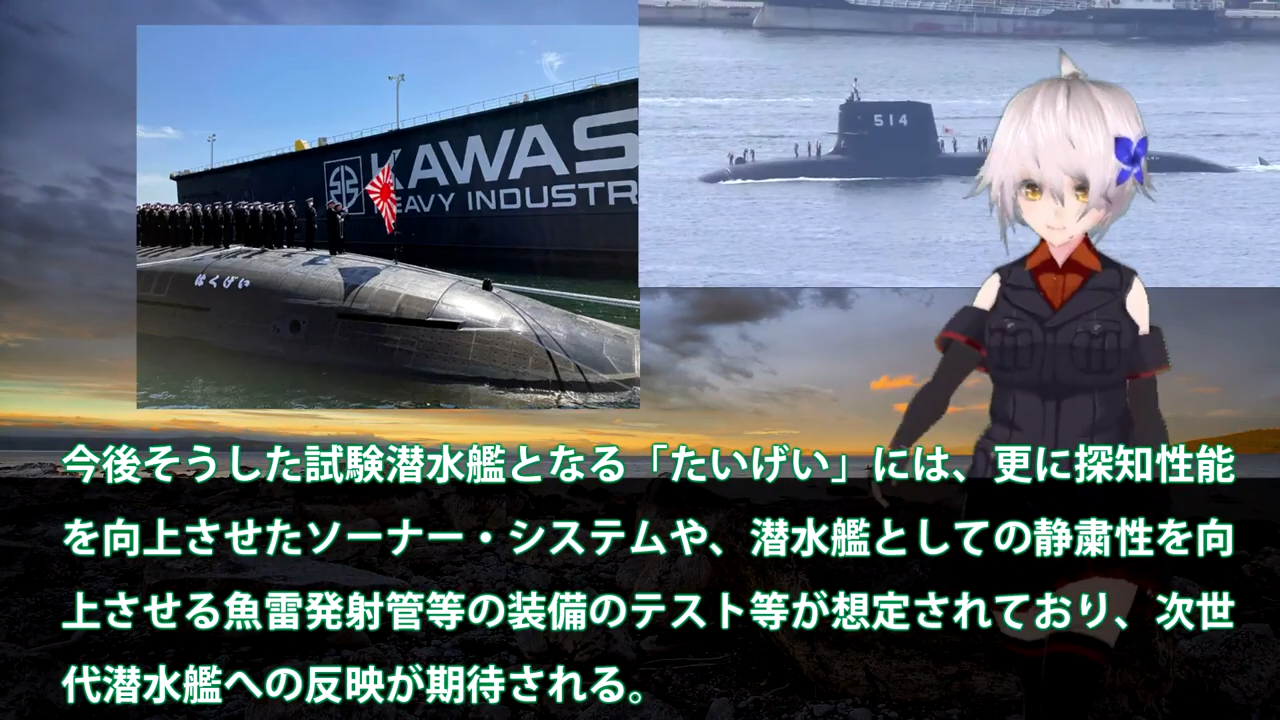 KAWAS
HEAVY INDUSTR
はくげい
514
今後そうした試験潜水艦となる「たいげい」には、更に探知性能
を向上させたソーナー・システムや、潜水艦としての静粛性を向
上させる魚雷発射管等の装備のテスト等が想定されており、次世
代潜水艦への反映が期待される。